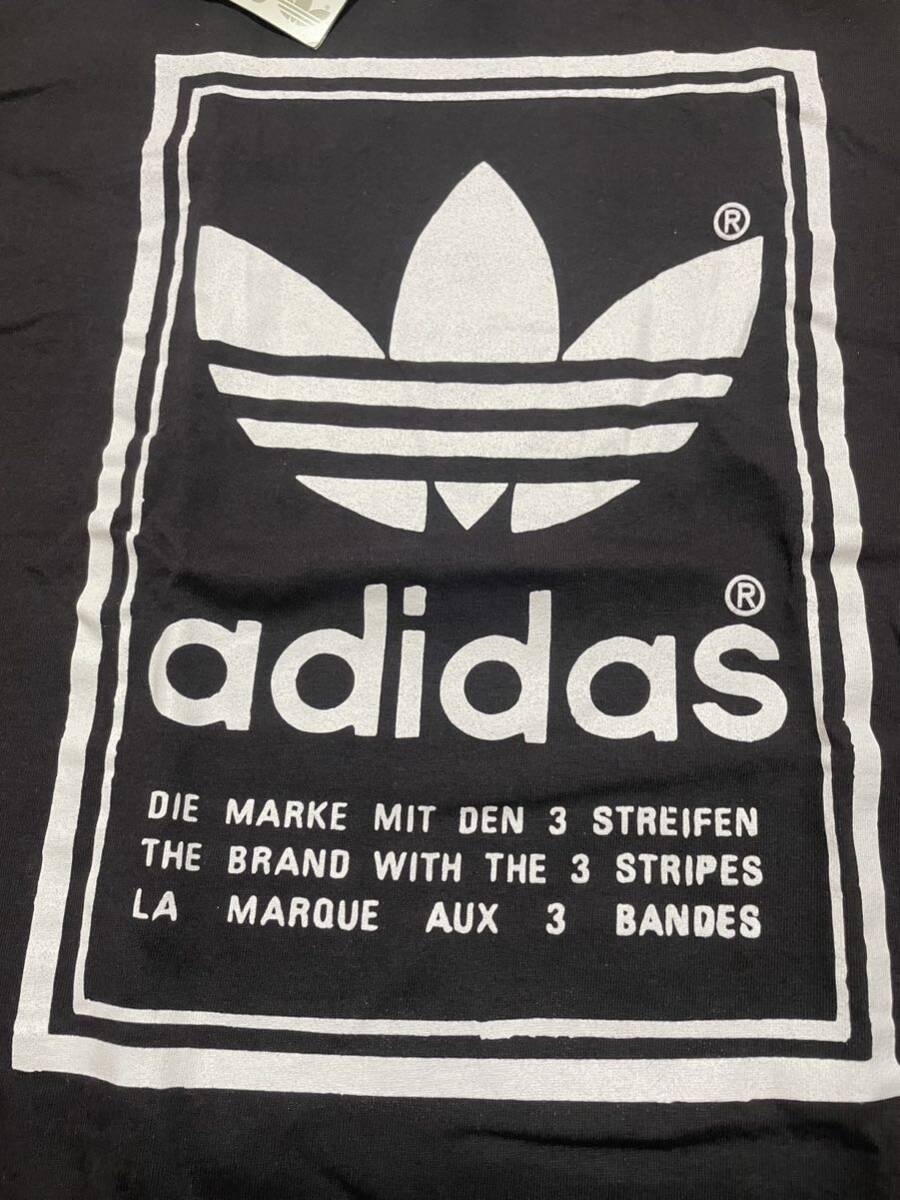 ®
adidas®
DIE MARKE MIT DEN 3 STREIFEN
THE BRAND WITH THE 3 STRIPES
LA MARQUE AUX 3 BANDES